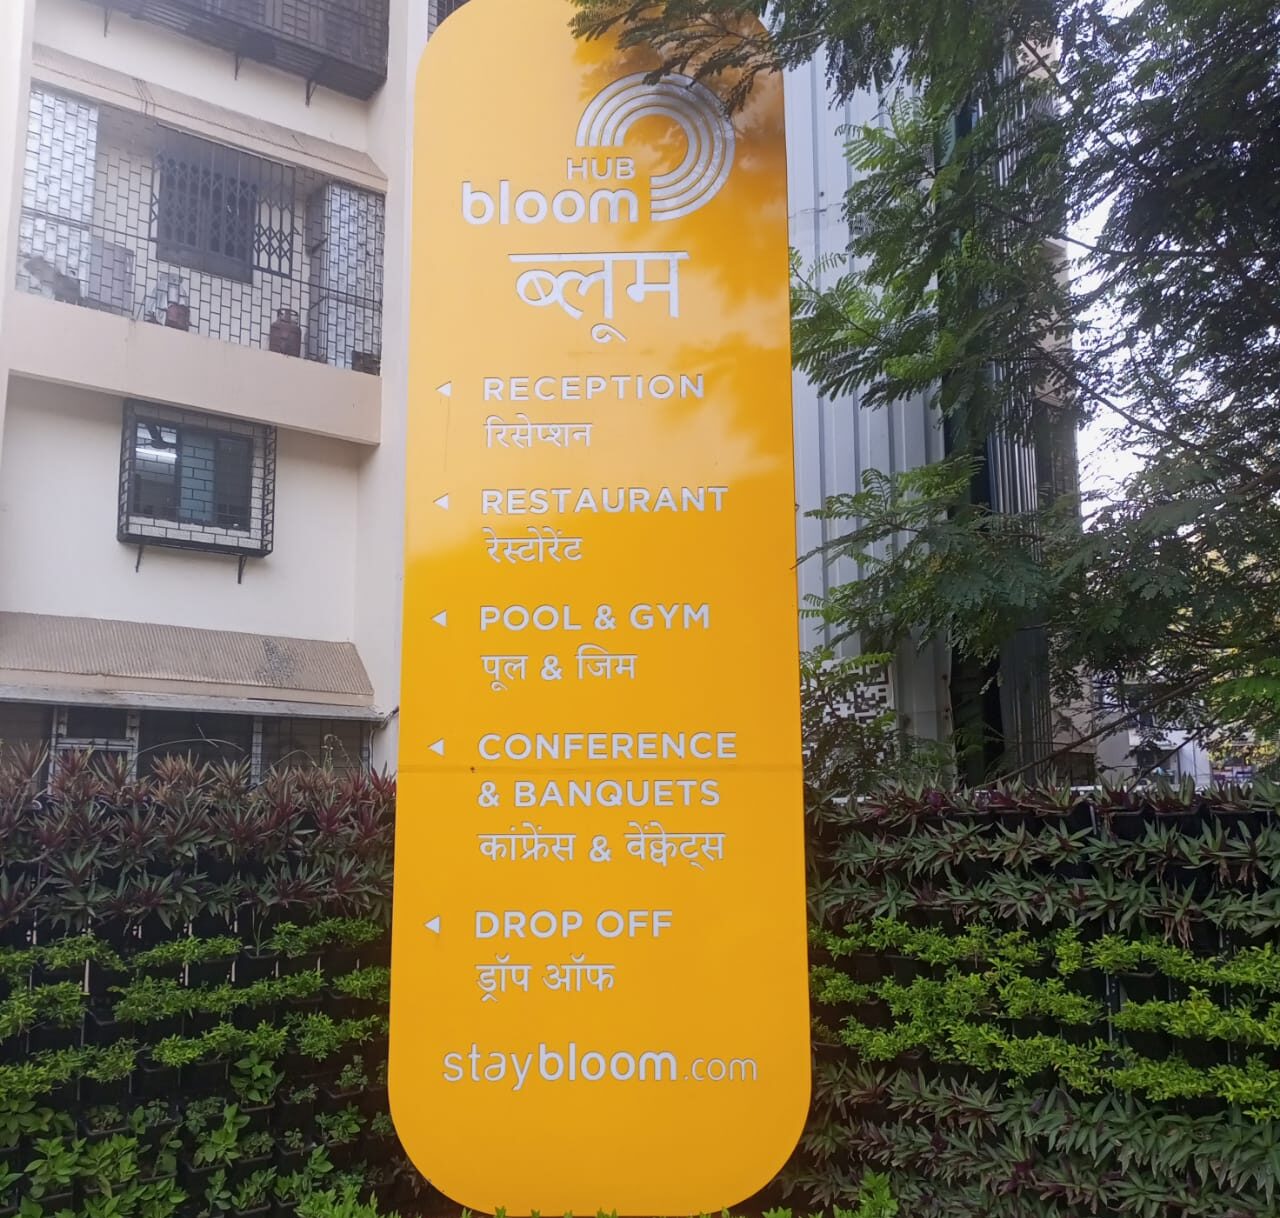 HUB
bloom
ब्लूम
RECEPTION
रिसेप्शन
RESTAURANT
रेस्टोरेंट
POOL & GYM
पूल & जिम
CONFERENCE
& BANQUETS
कांफ्रेंस & वेंक्वेट्स
DROP OFF
ड्रॉप ऑफ
staybloom.com